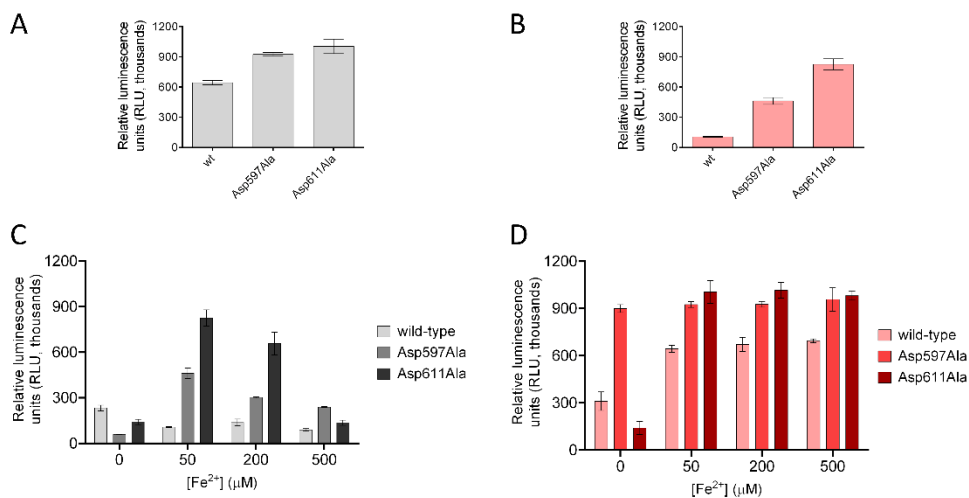 A
Relative luminescence
units (RLU, thousands)
1200
900
600
300
0
wt
Asp597Ala
Asp611Ala
B
Relative luminescence
units (RLU, thousands)
1200
900
600
300
0
wt
Asp597Ala
Asp611Ala
C
Relative luminescence
units (RLU, thousands)
1200
900
600
300
0
0 50 200 500
[Fe²⁺] (μM)
wild-type
Asp597Ala
Asp611Ala
D
Relative luminescence
units (RLU, thousands)
1200
900
600
300
0
0 50 200 500
[Fe²⁺] (μM)
wild-type
Asp597Ala
Asp611Ala